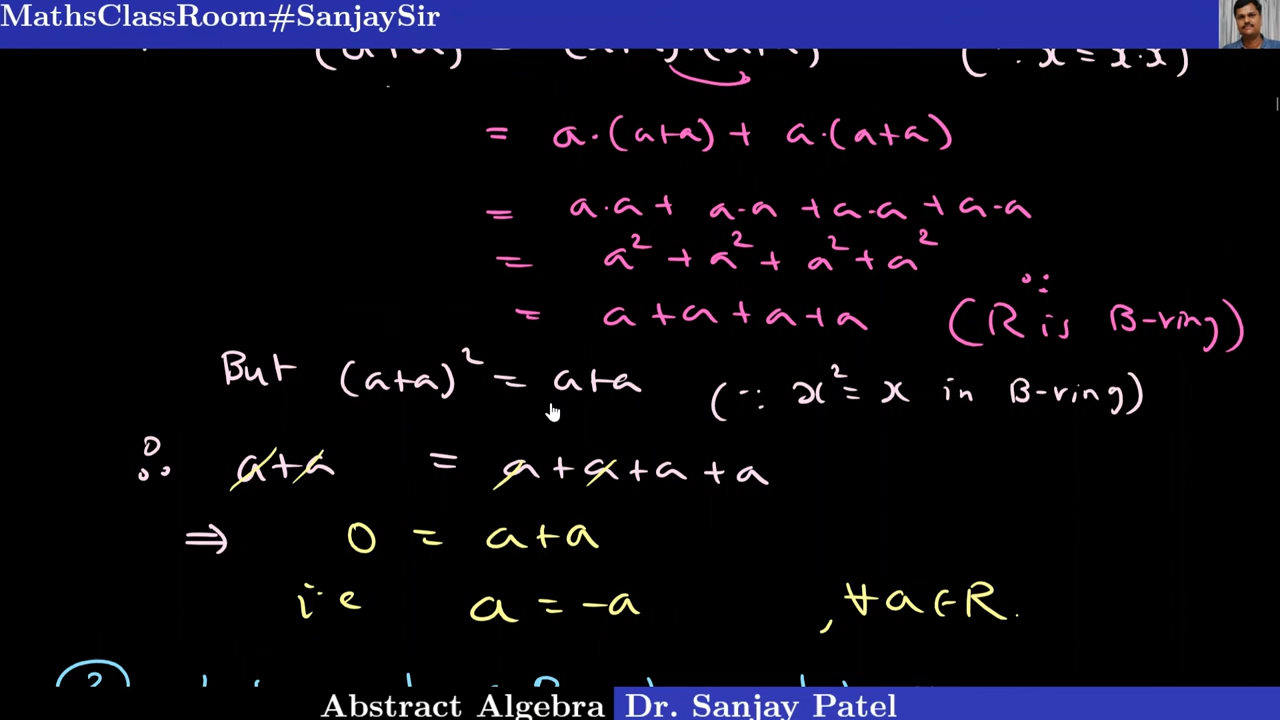 MathsClassRoom#SanjaySir
= a·(a+a) + a·(a+a)
= a·a + a·a + a·a + a·a
= a² + a² + a² + a²
= a + a + a + a (∵ R is B-ring)
But (a+a)² = a+a (∵ x² = x in B-ring)
∴ a+a = a + a + a + a
⇒ 0 = a+a
i.e a = -a , ∀ a ∈ R.
Abstract Algebra Dr. Sanjay Patel